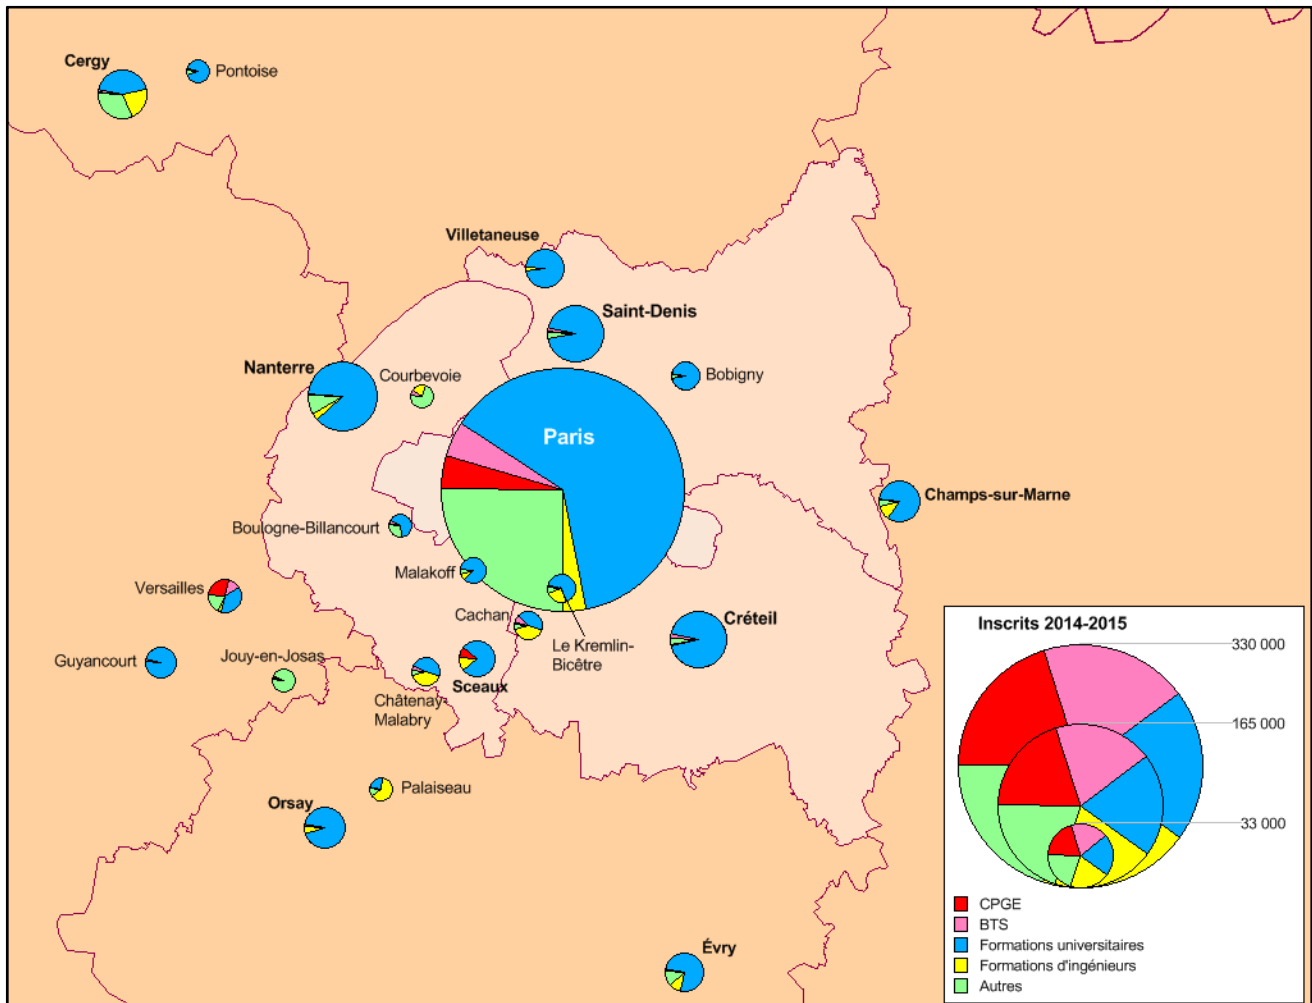 Cergy
Pontoise
Villetaneuse
Saint-Denis
Nanterre
Courbevoie
Bobigny
Paris
Champs-sur-Marne
Boulogne-Billancourt
Malakoff
Versailles
Cachan
Le Kremlin-
Bicêtre
Créteil
Guyancourt
Jouy-en-Josas
Sceaux
Châtenay-
Malabry
Palaiseau
Orsay
Évry
Inscrits 2014-2015
330 000
165 000
33 000
CPGE
BTS
Formations universitaires
Formations d'ingénieurs
Autres